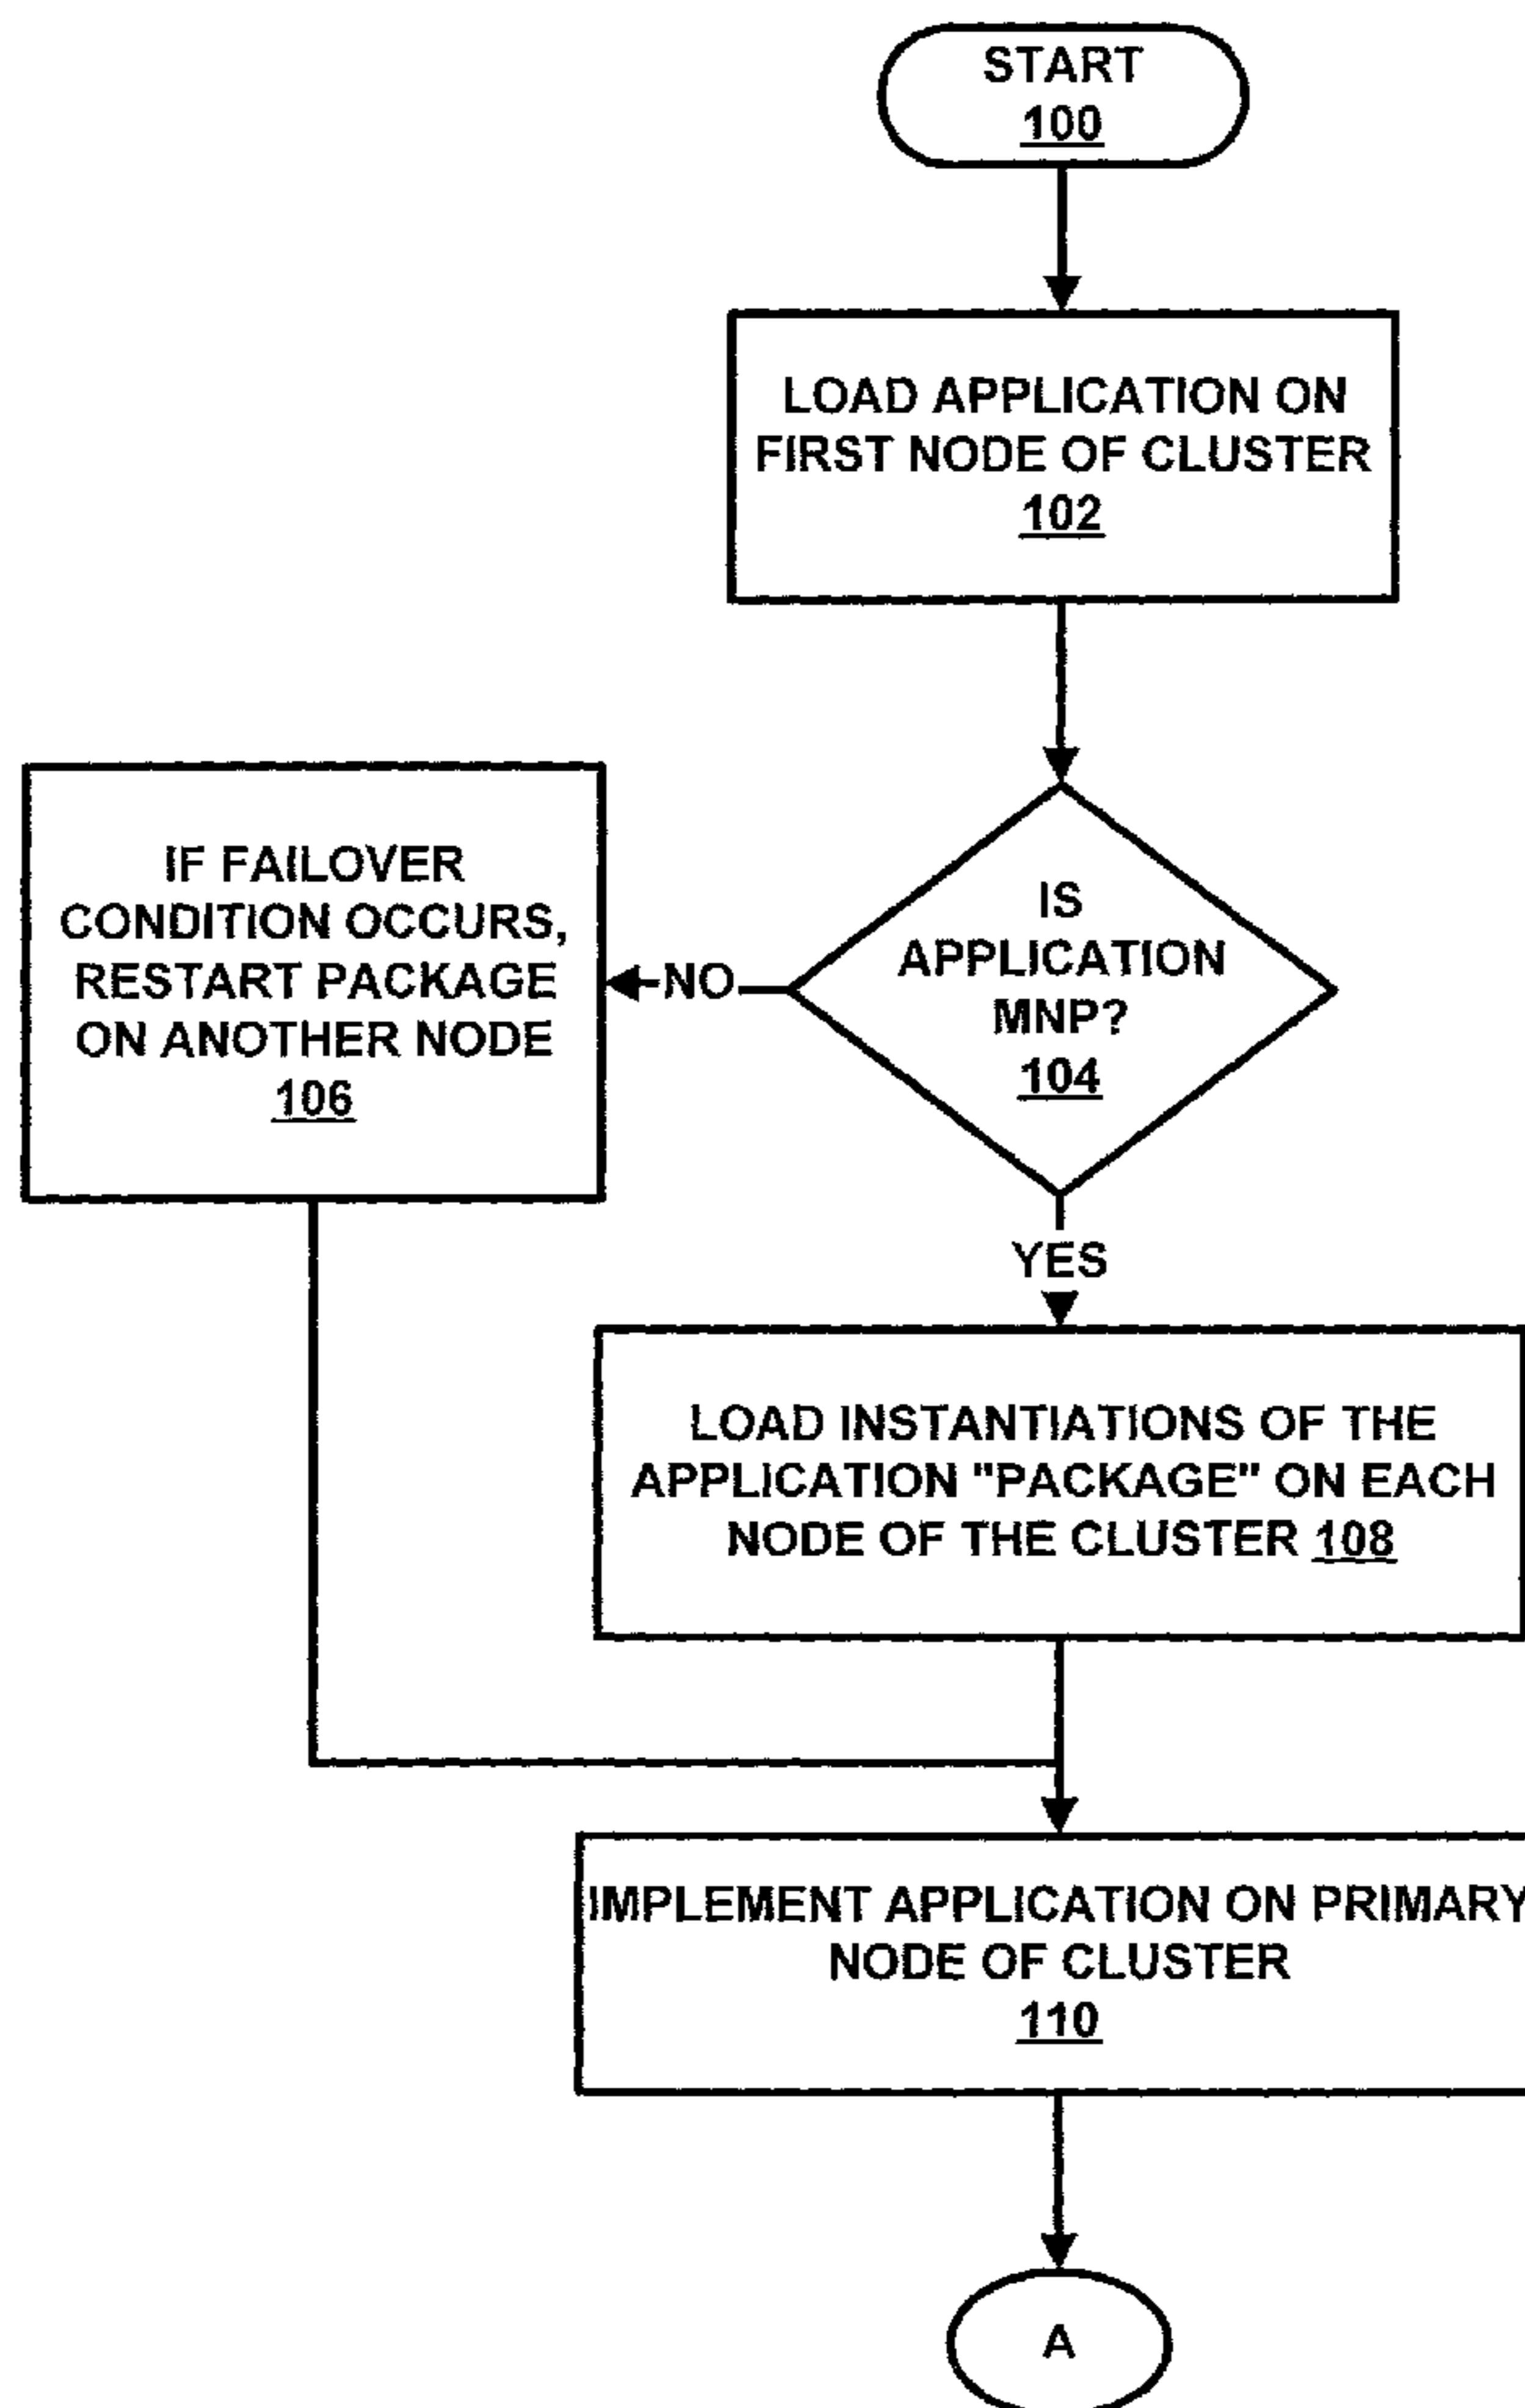 START
100
LOAD APPLICATION ON
FIRST NODE OF CLUSTER
102
IS
APPLICATION
MNP?
104
NO
IF FAILOVER
CONDITION OCCURS,
RESTART PACKAGE
ON ANOTHER NODE
106
YES
LOAD INSTANTIATIONS OF THE
APPLICATION "PACKAGE" ON EACH
NODE OF THE CLUSTER 108
IMPLEMENT APPLICATION ON PRIMARY
NODE OF CLUSTER
110
A